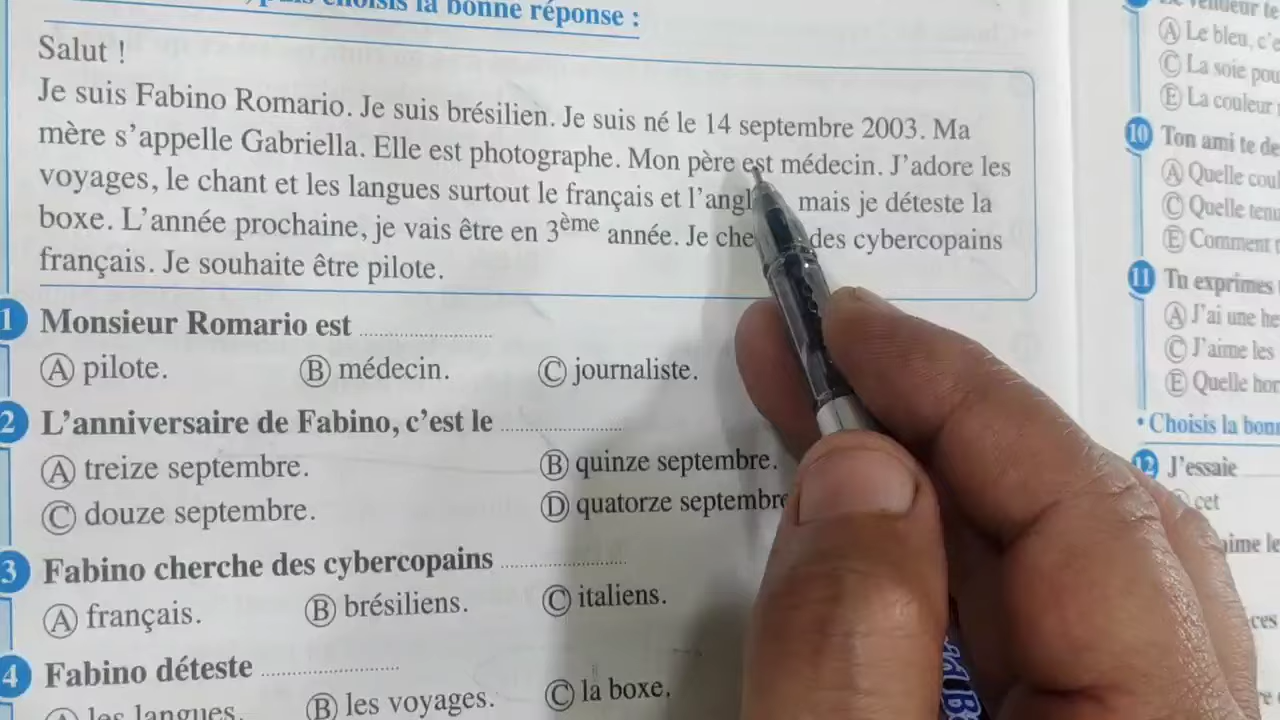 choisis la bonne réponse :
Salut !
Je suis Fabino Romario. Je suis brésilien. Je suis né le 14 septembre 2003. Ma
mère s'appelle Gabriella. Elle est photographe. Mon père est médecin. J'adore les
voyages, le chant et les langues surtout le français et l'angl mais je déteste la
boxe. L'année prochaine, je vais être en 3ème année. Je che des cybercopains
français. Je souhaite être pilote.
1 Monsieur Romario est ....................
Ⓐ pilote. Ⓑ médecin. Ⓒ journaliste.
2 L'anniversaire de Fabino, c'est le ....................
Ⓐ treize septembre. Ⓑ quinze septembre.
Ⓒ douze septembre. Ⓓ quatorze septembre
3 Fabino cherche des cybercopains ....................
Ⓐ français. Ⓑ brésiliens. Ⓒ italiens.
4 Fabino déteste ....................
Ⓐ les langues. Ⓑ les voyages. Ⓒ la boxe.
Ⓐ Le bleu, c'e
Ⓒ La soie pou
Ⓔ La couleur
10 Ton ami te de
Ⓐ Quelle coul
Ⓒ Quelle
Ⓔ Comment
11 Tu exprimes
Ⓐ J'ai une he
Ⓒ J'aime les
Ⓔ Quelle hor
• Choisis la bon
12 J'essaie
cet
aime le
ces